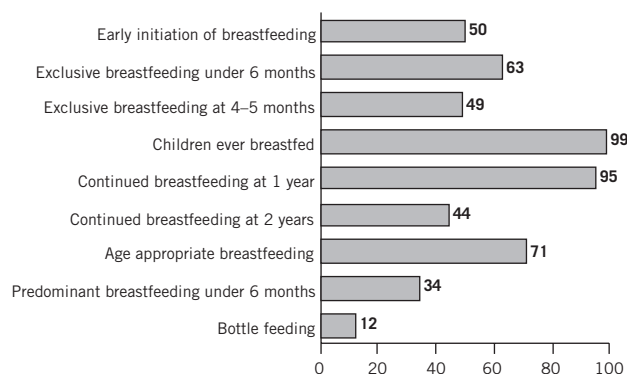 Early initiation of breastfeeding 50
Exclusive breastfeeding under 6 months 63
Exclusive breastfeeding at 4–5 months 49
Children ever breastfed 99
Continued breastfeeding at 1 year 95
Continued breastfeeding at 2 years 44
Age appropriate breastfeeding 71
Predominant breastfeeding under 6 months 34
Bottle feeding 12
0 20 40 60 80 100